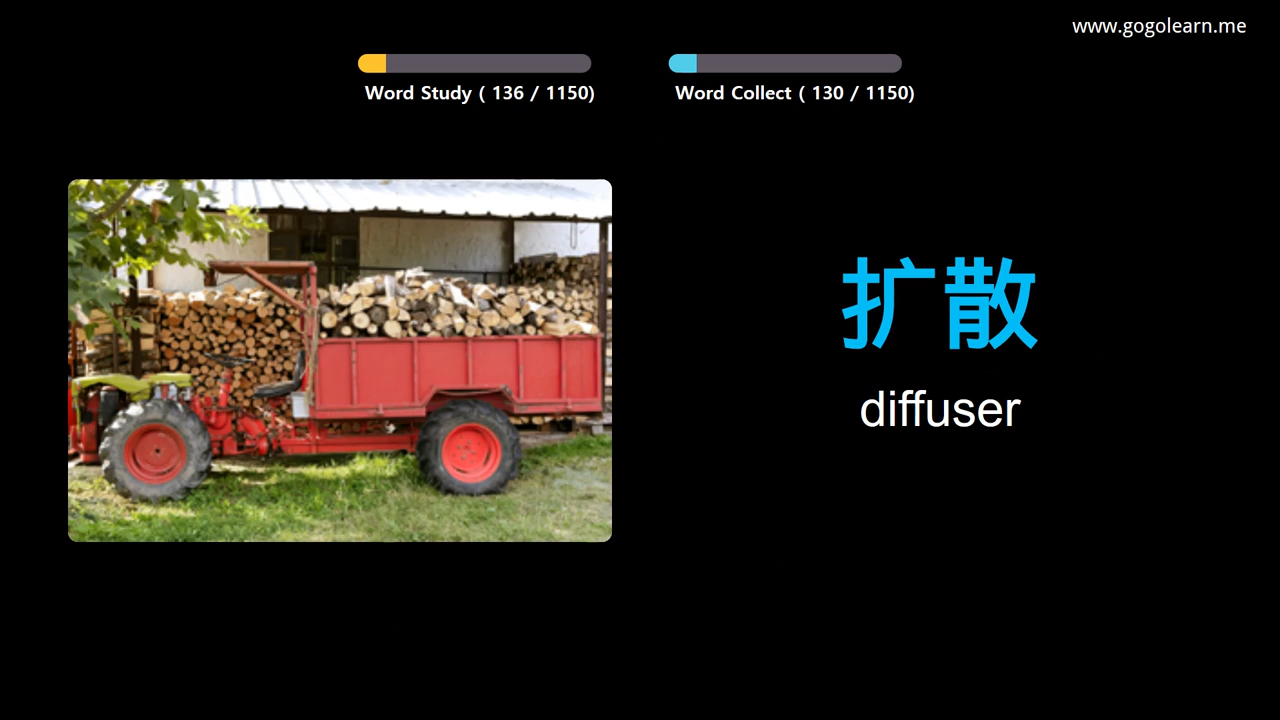 www.gogolearn.me
Word Study ( 136 / 1150)
Word Collect ( 130 / 1150)
扩散
diffuser